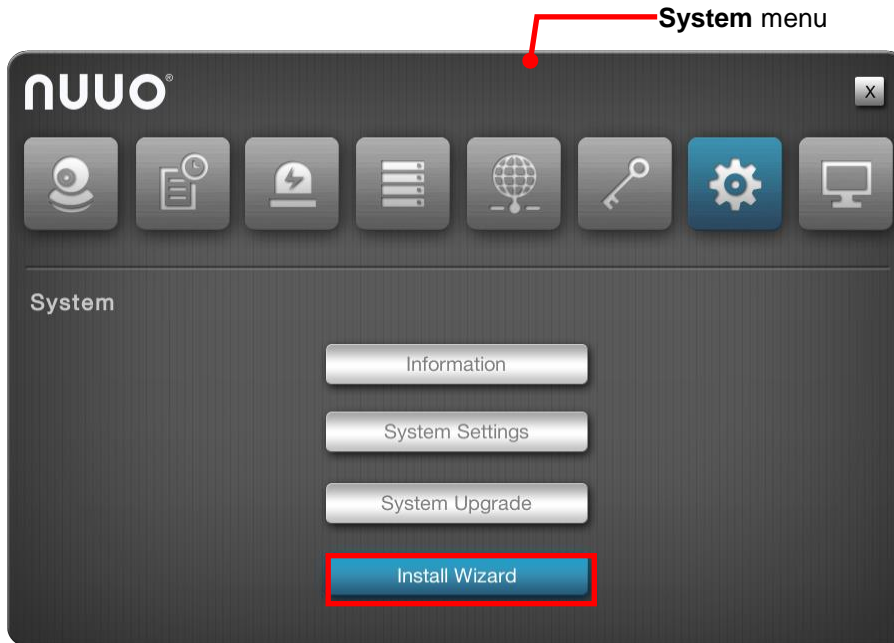 System menu
nuuo®
X
System
Information
System Settings
System Upgrade
Install Wizard